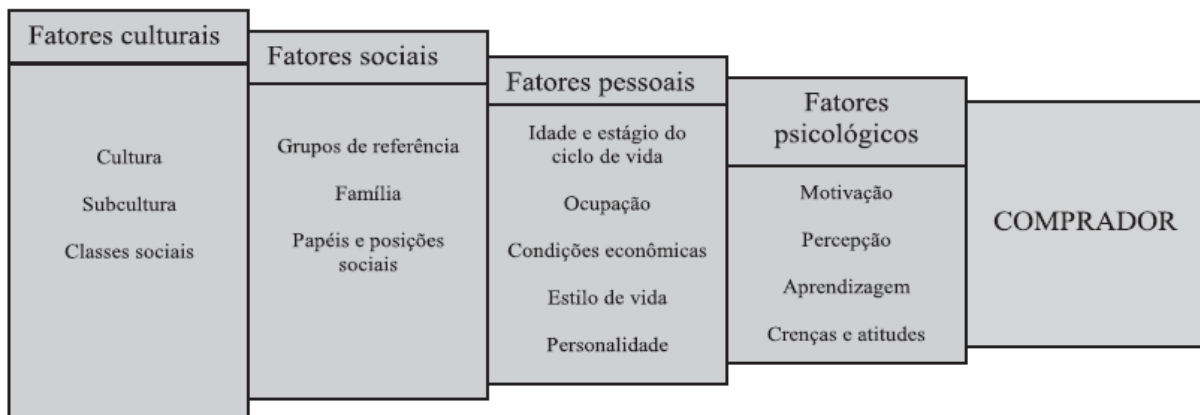 Fatores culturais
Cultura
Subcultura
Classes sociais
Fatores sociais
Grupos de referência
Família
Papéis e posições
sociais
Fatores pessoais
Idade e estágio do
ciclo de vida
Ocupação
Condições econômicas
Estilo de vida
Personalidade
Fatores
psicológicos
Motivação
Percepção
Aprendizagem
Crenças e atitudes
COMPRADOR